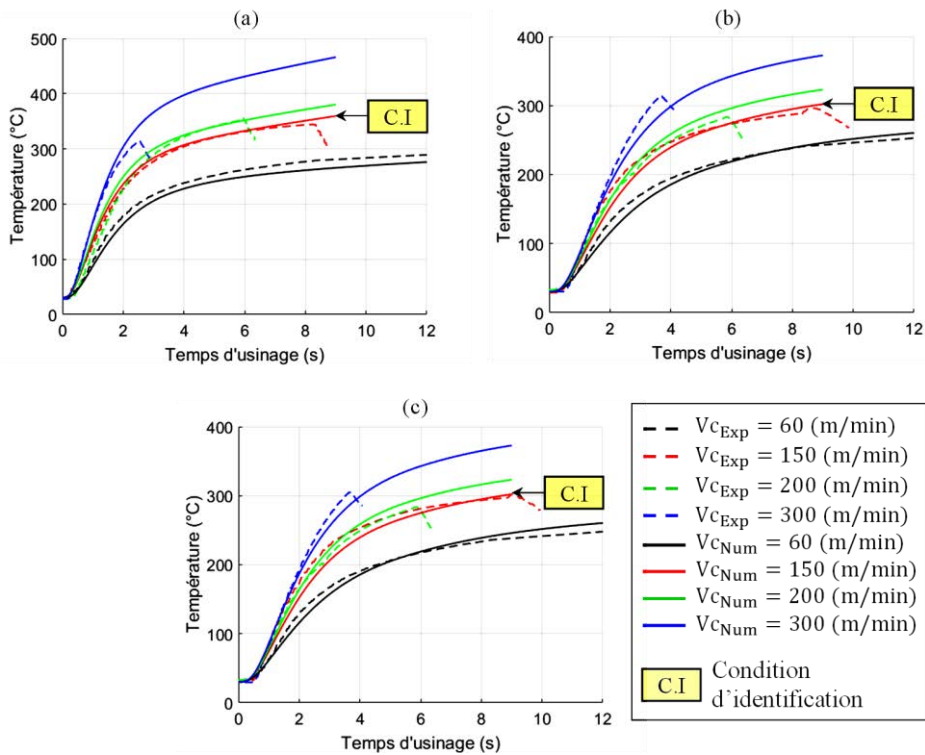 (a)
500
400
300
200
100
0
0 2 4 6 8 10 12
Température (°C)
Temps d'usinage (s)
C.I
(b)
400
300
200
100
0
0 2 4 6 8 10 12
Température (°C)
Temps d'usinage (s)
C.I
(c)
400
300
200
100
0
0 2 4 6 8 10 12
Température (°C)
Temps d'usinage (s)
C.I
Vc_Exp = 60 (m/min)
Vc_Exp = 150 (m/min)
Vc_Exp = 200 (m/min)
Vc_Exp = 300 (m/min)
Vc_Num = 60 (m/min)
Vc_Num = 150 (m/min)
Vc_Num = 200 (m/min)
Vc_Num = 300 (m/min)
C.I
Condition
d'identification